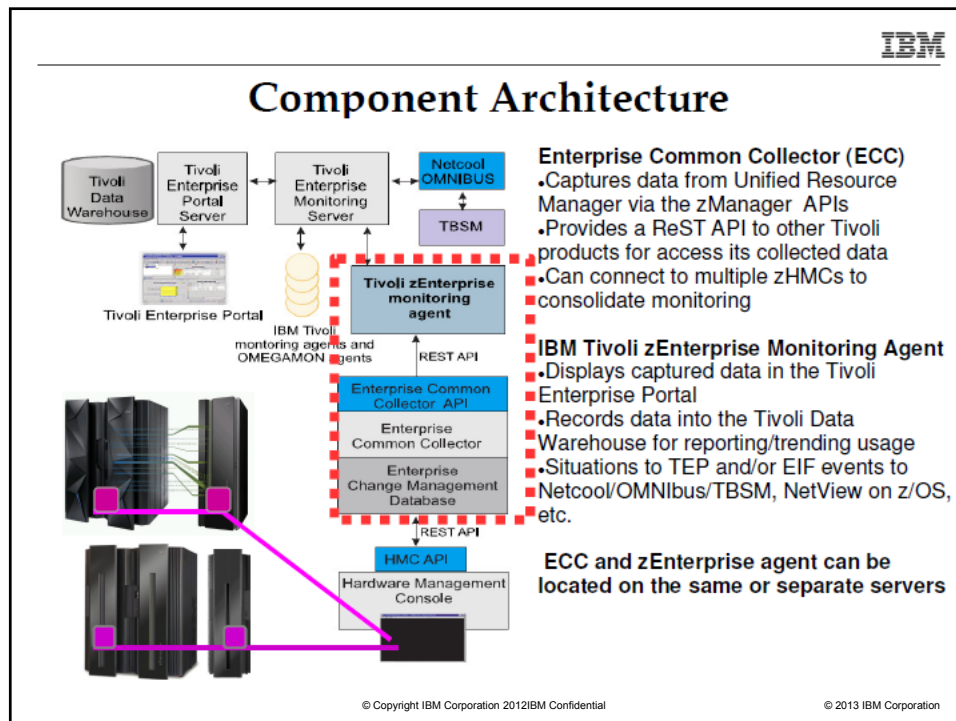 IBM
Component Architecture
Tivoli
Data
Warehouse
Tivoli
Enterprise
Portal
Server
Tivoli
Enterprise
Monitoring
Server
Netcool
OMNIBUS
TBSM
Tivoli Enterprise Portal
IBM Tivoli
montoring agents and
OMEGAMON agents
Tivoli zEnterprise
monitoring
agent
REST API
Enterprise Common
Collector API
Enterprise
Common Collector
Enterprise
Change Management
Database
REST API
HMC API
Hardware Management
Console
Enterprise Common Collector (ECC)
•Captures data from Unified Resource
Manager via the zManager APIs
•Provides a ReST API to other Tivoli
products for access its collected data
•Can connect to multiple zHMCs to
consolidate monitoring
IBM Tivoli zEnterprise Monitoring Agent
•Displays captured data in the Tivoli
Enterprise Portal
•Records data into the Tivoli Data
Warehouse for reporting/trending usage
•Situations to TEP and/or EIF events to
Netcool/OMNIbus/TBSM, NetView on z/OS,
etc.
ECC and zEnterprise agent can be
located on the same or separate servers
© Copyright IBM Corporation 2012IBM Confidential
© 2013 IBM Corporation